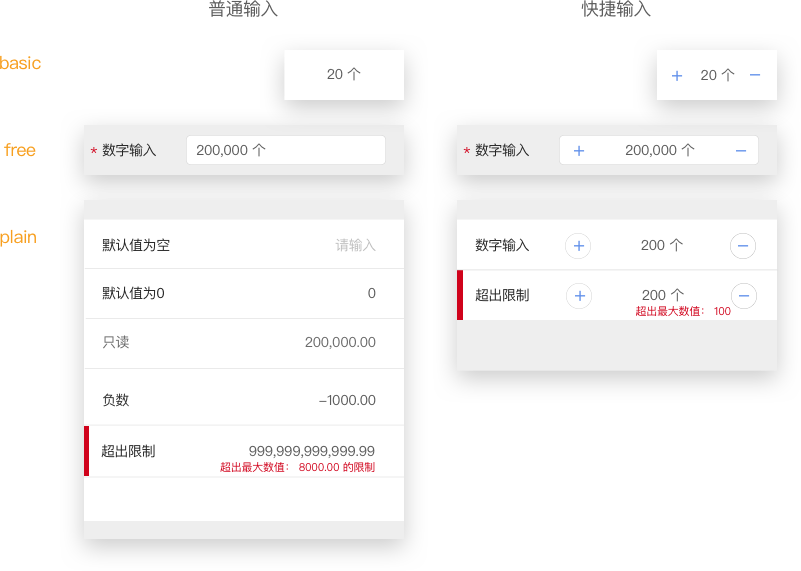 普通输入
快捷输入
basic
20 个
+ 20 个 −
free
* 数字输入 200,000 个
* 数字输入 + 200,000 个 −
plain
默认值为空 请输入
默认值为0 0
只读 200,000.00
负数 −1000.00
超出限制 999,999,999,999.99
超出最大数值： 8000.00 的限制
数字输入 + 200 个 −
超出限制 + 200 个 −
超出最大数值： 100